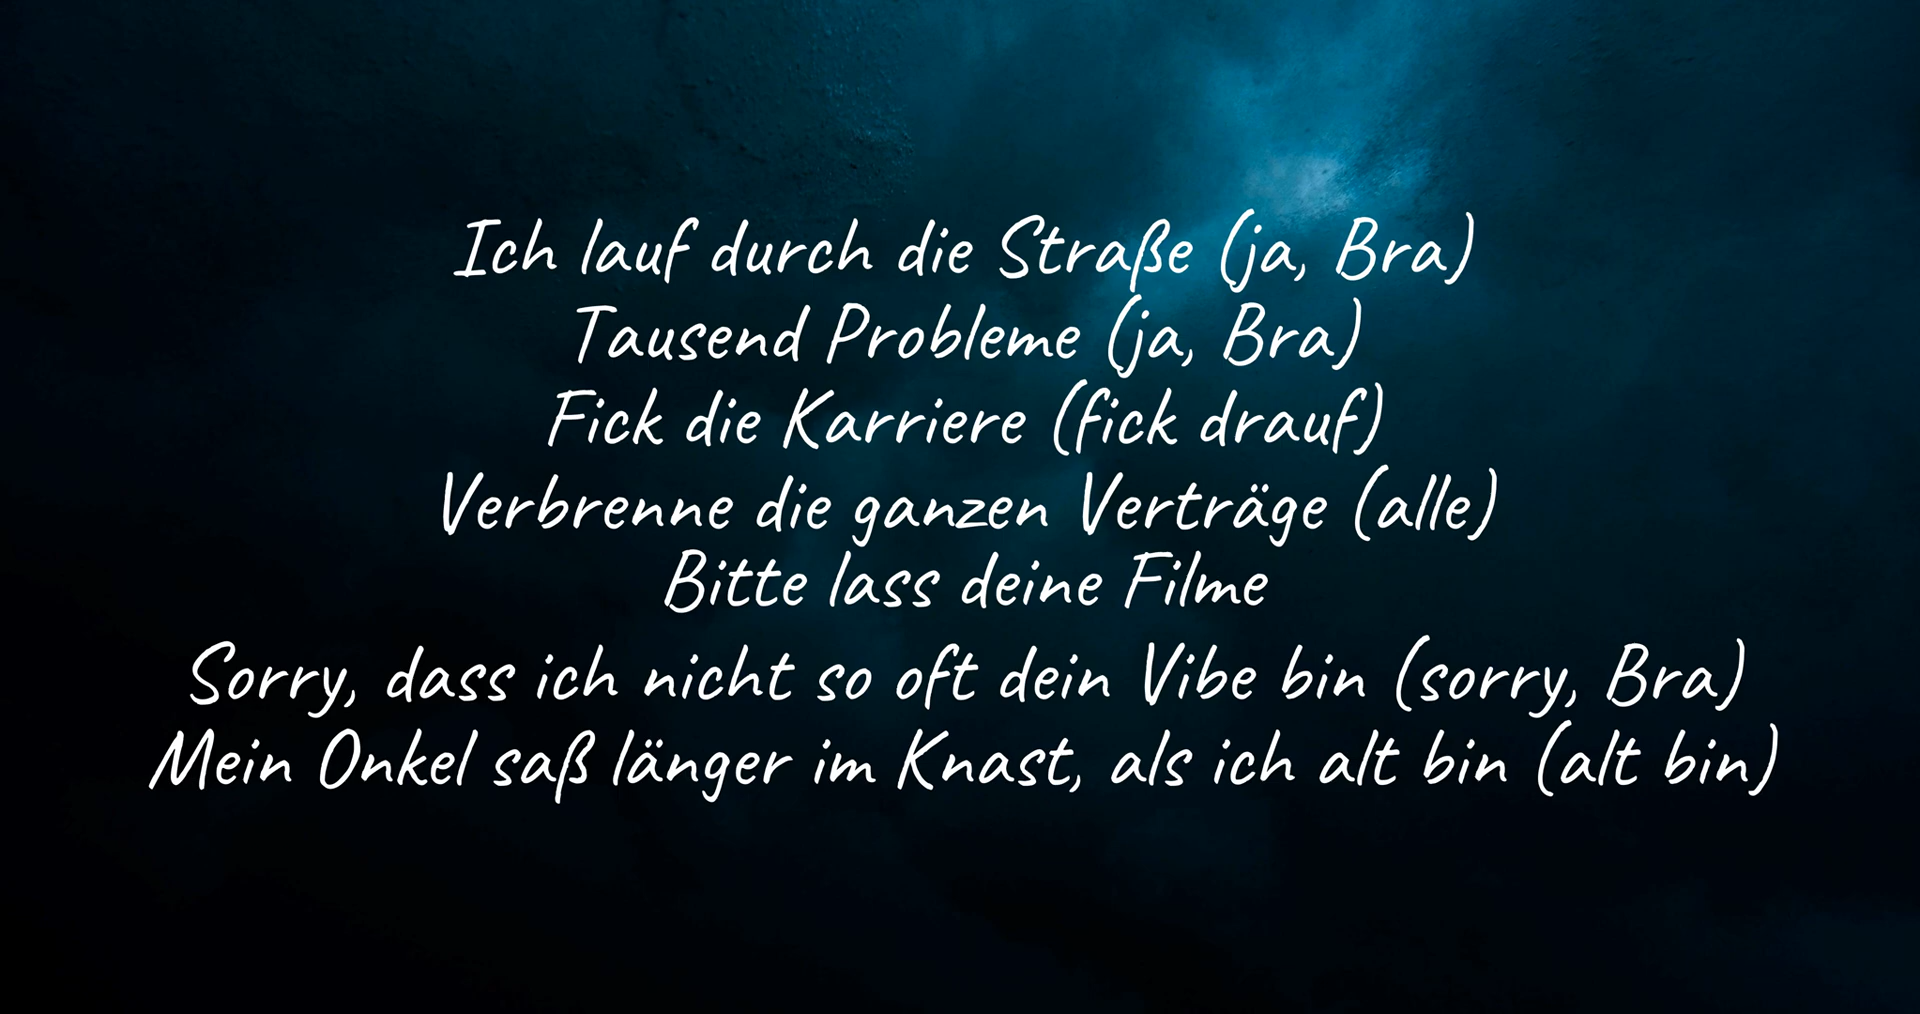 Ich lauf durch die Straße (ja, Bra)
Tausend Probleme (ja, Bra)
Fick die Karriere (fick drauf)
Verbrenne die ganzen Verträge (alle)
Bitte lass deine Filme
Sorry, dass ich nicht so oft dein Vibe bin (sorry, Bra)
Mein Onkel saß länger im Knast, als ich alt bin (alt bin)